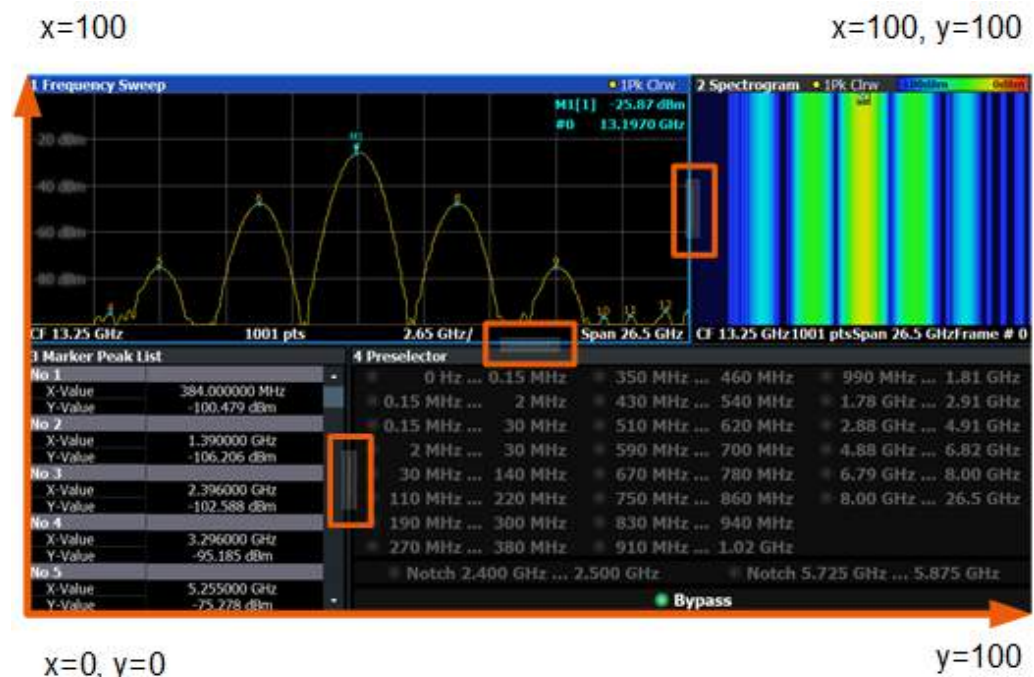 x=100 x=100, y=100
1 Frequency Sweep 1Pk Clrw 2 Spectrogram 1Pk Clrw -100dBm 0dBm
M1[1] -25.87 dBm
#0 13.1970 GHz
M1
-20 dBm
-40 dBm
-60 dBm
-80 dBm
10 11 12
CF 13.25 GHz 1001 pts 2.65 GHz/ Span 26.5 GHz CF 13.25 GHz 1001 pts Span 26.5 GHz Frame # 0
3 Marker Peak List 4 Preselector
No 1
X-Value 384.000000 MHz
Y-Value -100.479 dBm
No 2
X-Value 1.390000 GHz
Y-Value -106.206 dBm
No 3
X-Value 2.396000 GHz
Y-Value -102.588 dBm
No 4
X-Value 3.296000 GHz
Y-Value -95.185 dBm
No 5
X-Value 5.255000 GHz
Y-Value -75.278 dBm
0 Hz ... 0.15 MHz 350 MHz ... 460 MHz 990 MHz ... 1.81 GHz
0.15 MHz ... 2 MHz 430 MHz ... 540 MHz 1.78 GHz ... 2.91 GHz
0.15 MHz ... 30 MHz 510 MHz ... 620 MHz 2.88 GHz ... 4.91 GHz
2 MHz ... 30 MHz 590 MHz ... 700 MHz 4.88 GHz ... 6.82 GHz
30 MHz ... 140 MHz 670 MHz ... 780 MHz 6.79 GHz ... 8.00 GHz
110 MHz ... 220 MHz 750 MHz ... 860 MHz 8.00 GHz ... 26.5 GHz
190 MHz ... 300 MHz 830 MHz ... 940 MHz
270 MHz ... 380 MHz 910 MHz ... 1.02 GHz
Notch 2.400 GHz ... 2.500 GHz Notch 5.725 GHz ... 5.875 GHz
Bypass
x=0, y=0 y=100